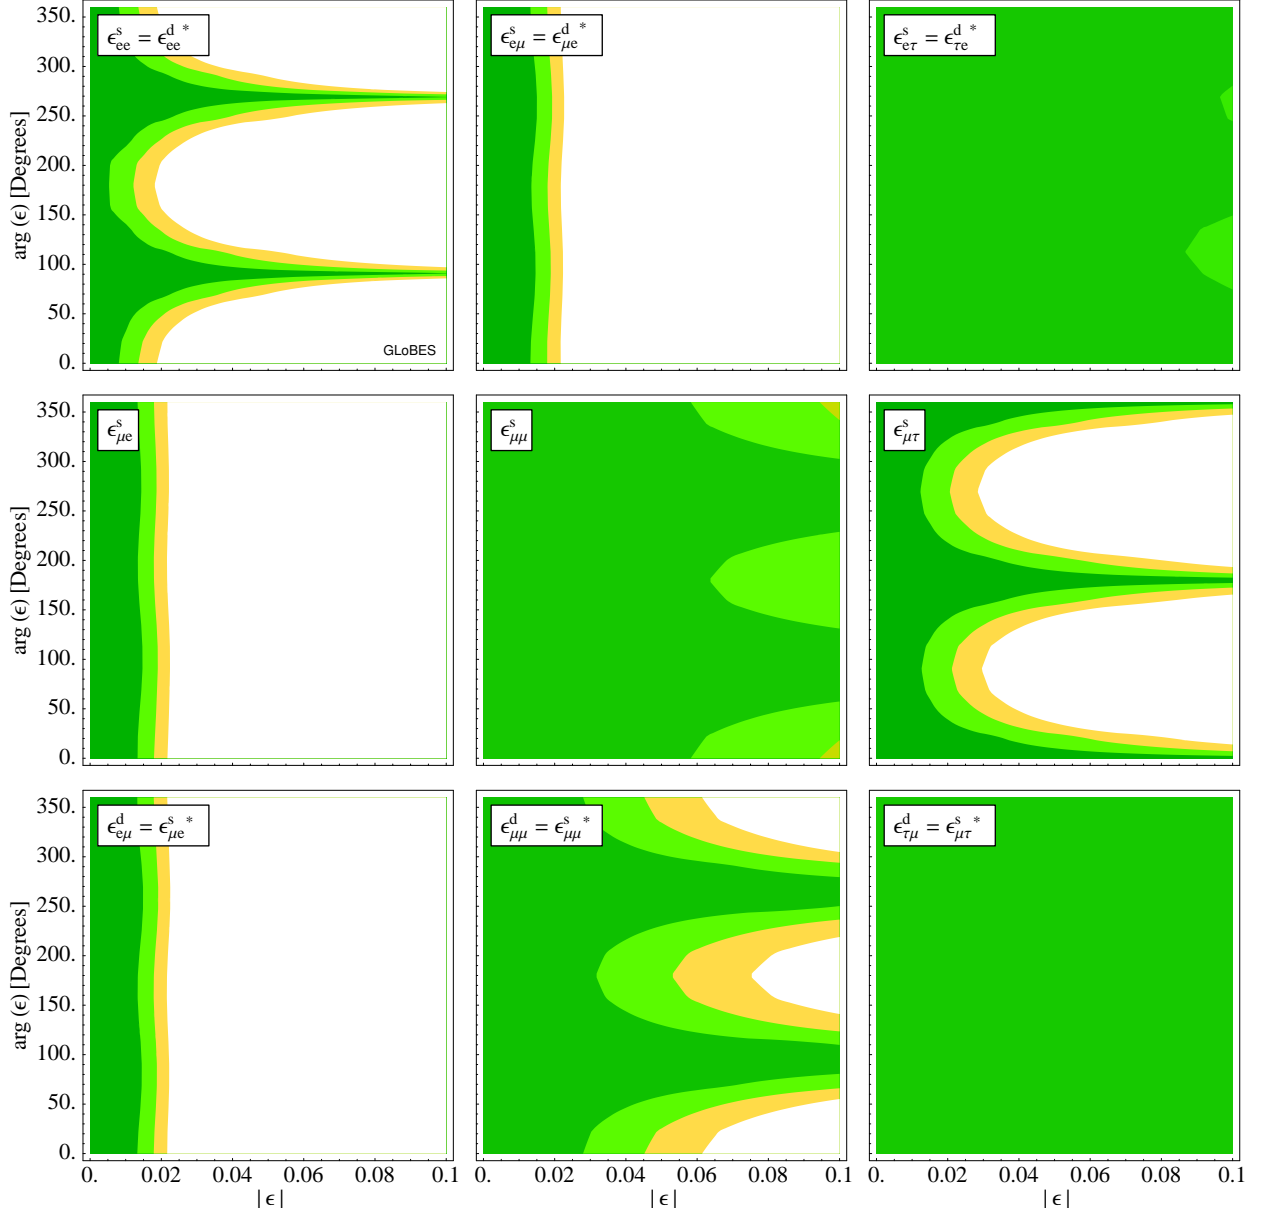 350.
300.
250.
200.
150.
100.
50.
0.
arg (ϵ) [Degrees]
ϵ^s_ee = ϵ^d_ee *
GLoBES
ϵ^s_eμ = ϵ^d_μe *
ϵ^s_eτ = ϵ^d_τe *
350.
300.
250.
200.
150.
100.
50.
0.
arg (ϵ) [Degrees]
ϵ^s_μe
ϵ^s_μμ
ϵ^s_μτ
350.
300.
250.
200.
150.
100.
50.
0.
arg (ϵ) [Degrees]
ϵ^d_eμ = ϵ^s_μe *
ϵ^d_μμ = ϵ^s_μμ *
ϵ^d_τμ = ϵ^s_μτ *
0. 0.02 0.04 0.06 0.08 0.1
0. 0.02 0.04 0.06 0.08 0.1
0. 0.02 0.04 0.06 0.08 0.1
|ϵ|
|ϵ|
|ϵ|